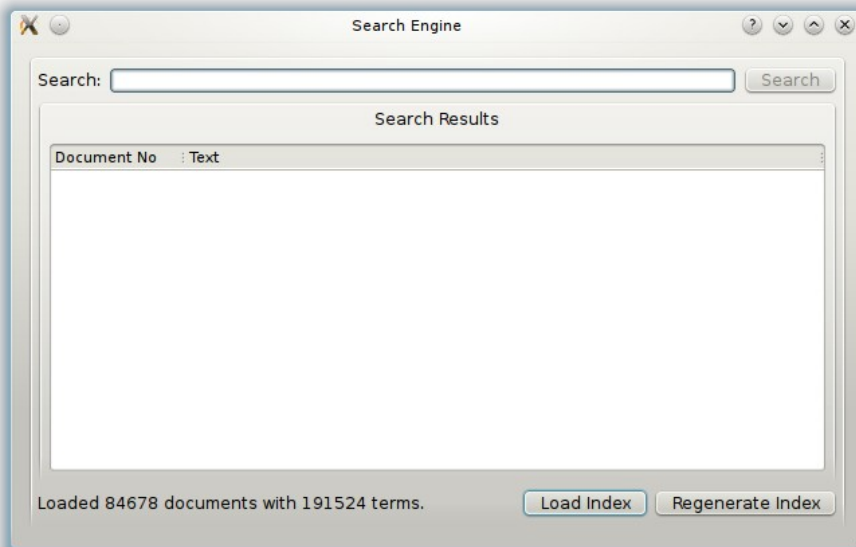 Search Engine
Search: Search
Search Results
Document No Text
Loaded 84678 documents with 191524 terms. Load Index Regenerate Index